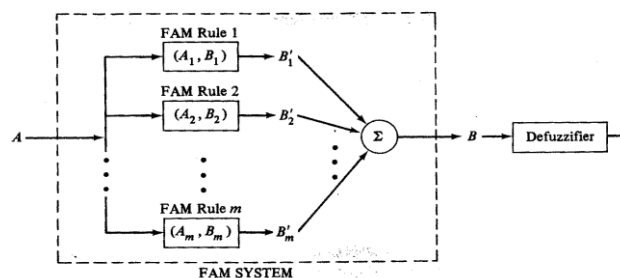 FAM Rule 1
(A₁, B₁)
B′₁
FAM Rule 2
A
(A₂, B₂)
B′₂
Σ
B
Defuzzifier
FAM Rule m
(Aₘ, Bₘ)
B′ₘ
FAM SYSTEM